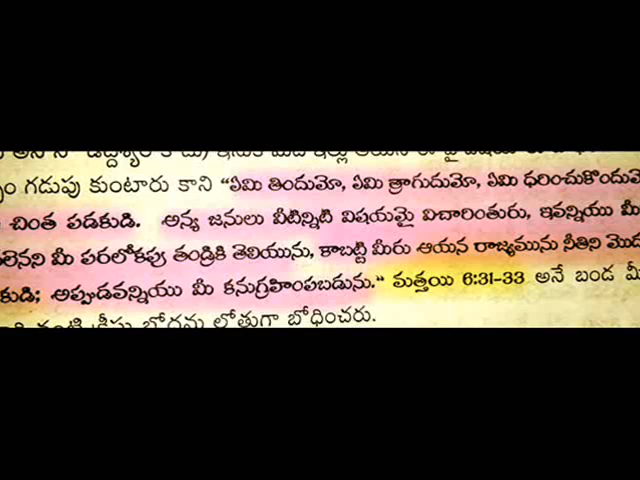 గడుపు కుంటారు కాని "ఏమి తిందుమో, ఏమి త్రాగుదుమో, ఏమి ధరించుకొందుమో
చింత పడకుడి. అన్య జనులు వీటిన్నిటి విషయమై విచారింతురు, ఇవన్నియు మీ
మీ పరలోకపు తండ్రికి తెలియును, కాబట్టి మీరు ఆయన రాజ్యమును నీతిని
అప్పుడవన్నియు మీ కనుగ్రహింపబడును." మత్తయి 6:31-33 అనే బండ
లోతుగా బోధించరు.